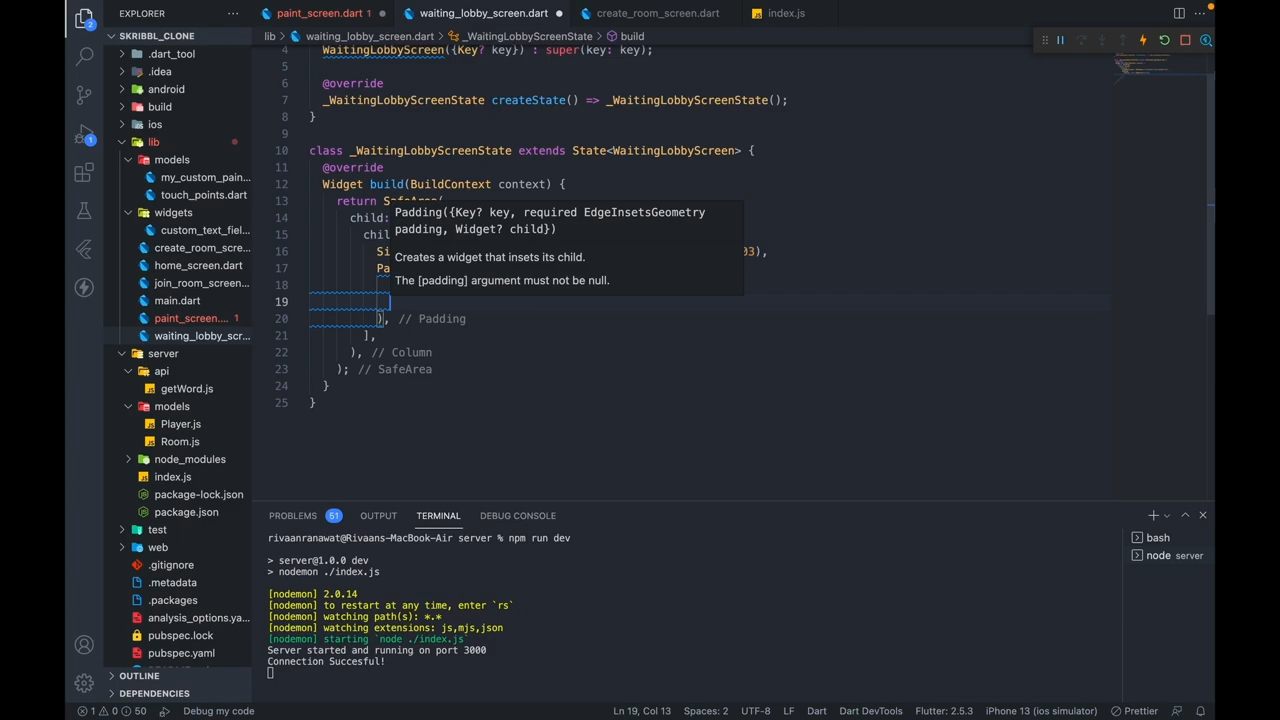 EXPLORER
paint_screen.dart 1
waiting_lobby_screen.dart
create_room_screen.dart
JS index.js
SKRIBBL_CLONE
lib > waiting_lobby_screen.dart > _WaitingLobbyScreenState > build
.dart_tool
.idea
android
build
ios
lib
models
my_custom_pain...
touch_points.dart
widgets
custom_text_fiel...
create_room_scre...
home_screen.dart
join_room_screen...
main.dart
paint_screen.... 1
waiting_lobby_scr...
server
api
JS getWord.js
models
JS Player.js
JS Room.js
node_modules
JS index.js
package-lock.json
package.json
test
web
.gitignore
.metadata
.packages
analysis_options.ya...
pubspec.lock
pubspec.yaml
OUTLINE
DEPENDENCIES
2
1
4 WaitingLobbyScreen({Key? key}) : super(key: key);
5
6 @override
7 _WaitingLobbyScreenState createState() => _WaitingLobbyScreenState();
8 }
9
10 class _WaitingLobbyScreenState extends State<WaitingLobbyScreen> {
11 @override
12 Widget build(BuildContext context) {
13 return SafeArea(
14 child:
15 chil
16 Si 03),
17 Pa
18
19
20 ), // Padding
21 ],
22 ), // Column
23 ); // SafeArea
24 }
25 }
Padding({Key? key, required EdgeInsetsGeometry
padding, Widget? child})
Creates a widget that insets its child.
The [padding] argument must not be null.
PROBLEMS 51 OUTPUT TERMINAL DEBUG CONSOLE
rivaanranawat@Rivaans-MacBook-Air server % npm run dev
> server@1.0.0 dev
> nodemon ./index.js
[nodemon] 2.0.14
[nodemon] to restart at any time, enter `rs`
[nodemon] watching path(s): *.*
[nodemon] watching extensions: js,mjs,json
[nodemon] starting `node ./index.js`
Server started and running on port 3000
Connection Succesful!
bash
node server
1 0 50 Debug my code
Ln 19, Col 13 Spaces: 2 UTF-8 LF Dart Dart DevTools Flutter: 2.5.3 iPhone 13 (ios simulator) Prettier